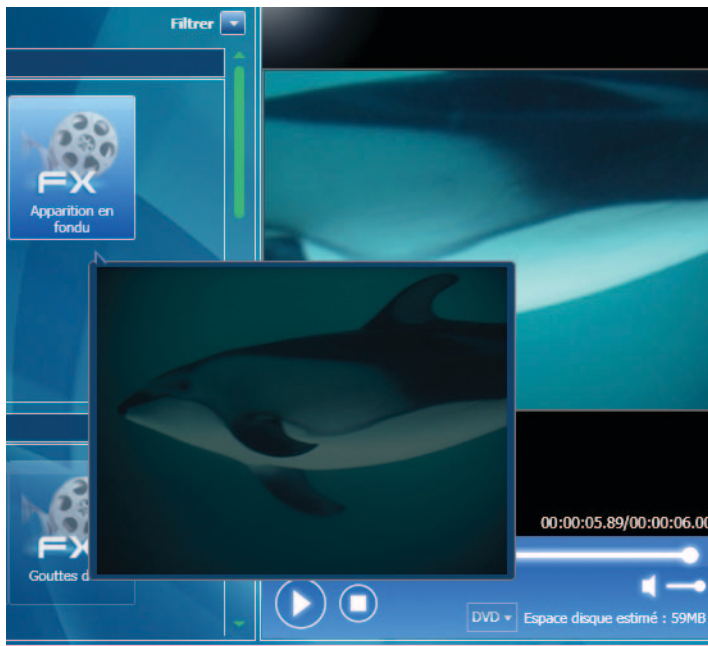 Filtrer
FX
Apparition en
fondu
00:00:05.89/00:00:06.00
FX
Gouttes
DVD
Espace disque estimé : 59MB